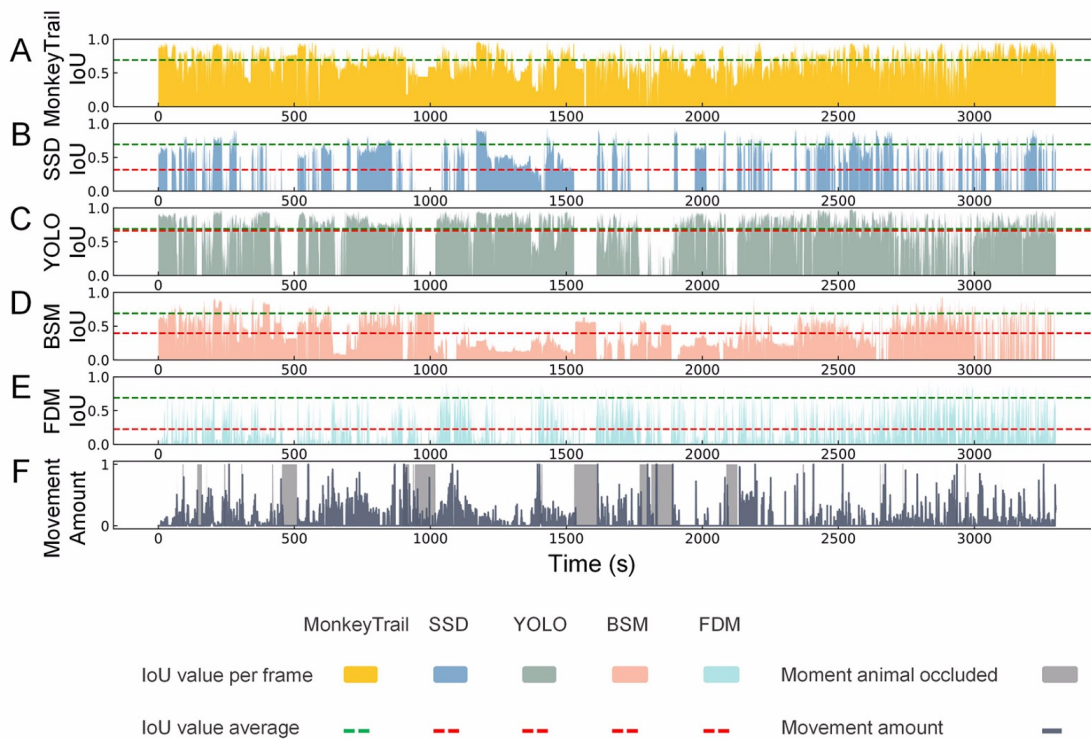 A
MonkeyTrail
IoU
1.0
0.5
0.0
0 500 1000 1500 2000 2500 3000
B
SSD
IoU
1.0
0.5
0.0
0 500 1000 1500 2000 2500 3000
C
YOLO
IoU
1.0
0.5
0.0
0 500 1000 1500 2000 2500 3000
D
BSM
IoU
1.0
0.5
0.0
0 500 1000 1500 2000 2500 3000
E
FDM
IoU
1.0
0.5
0.0
0 500 1000 1500 2000 2500 3000
F
Movement
Amount
1
0
0 500 1000 1500 2000 2500 3000
Time (s)
MonkeyTrail SSD YOLO BSM FDM
IoU value per frame Moment animal occluded
IoU value average Movement amount